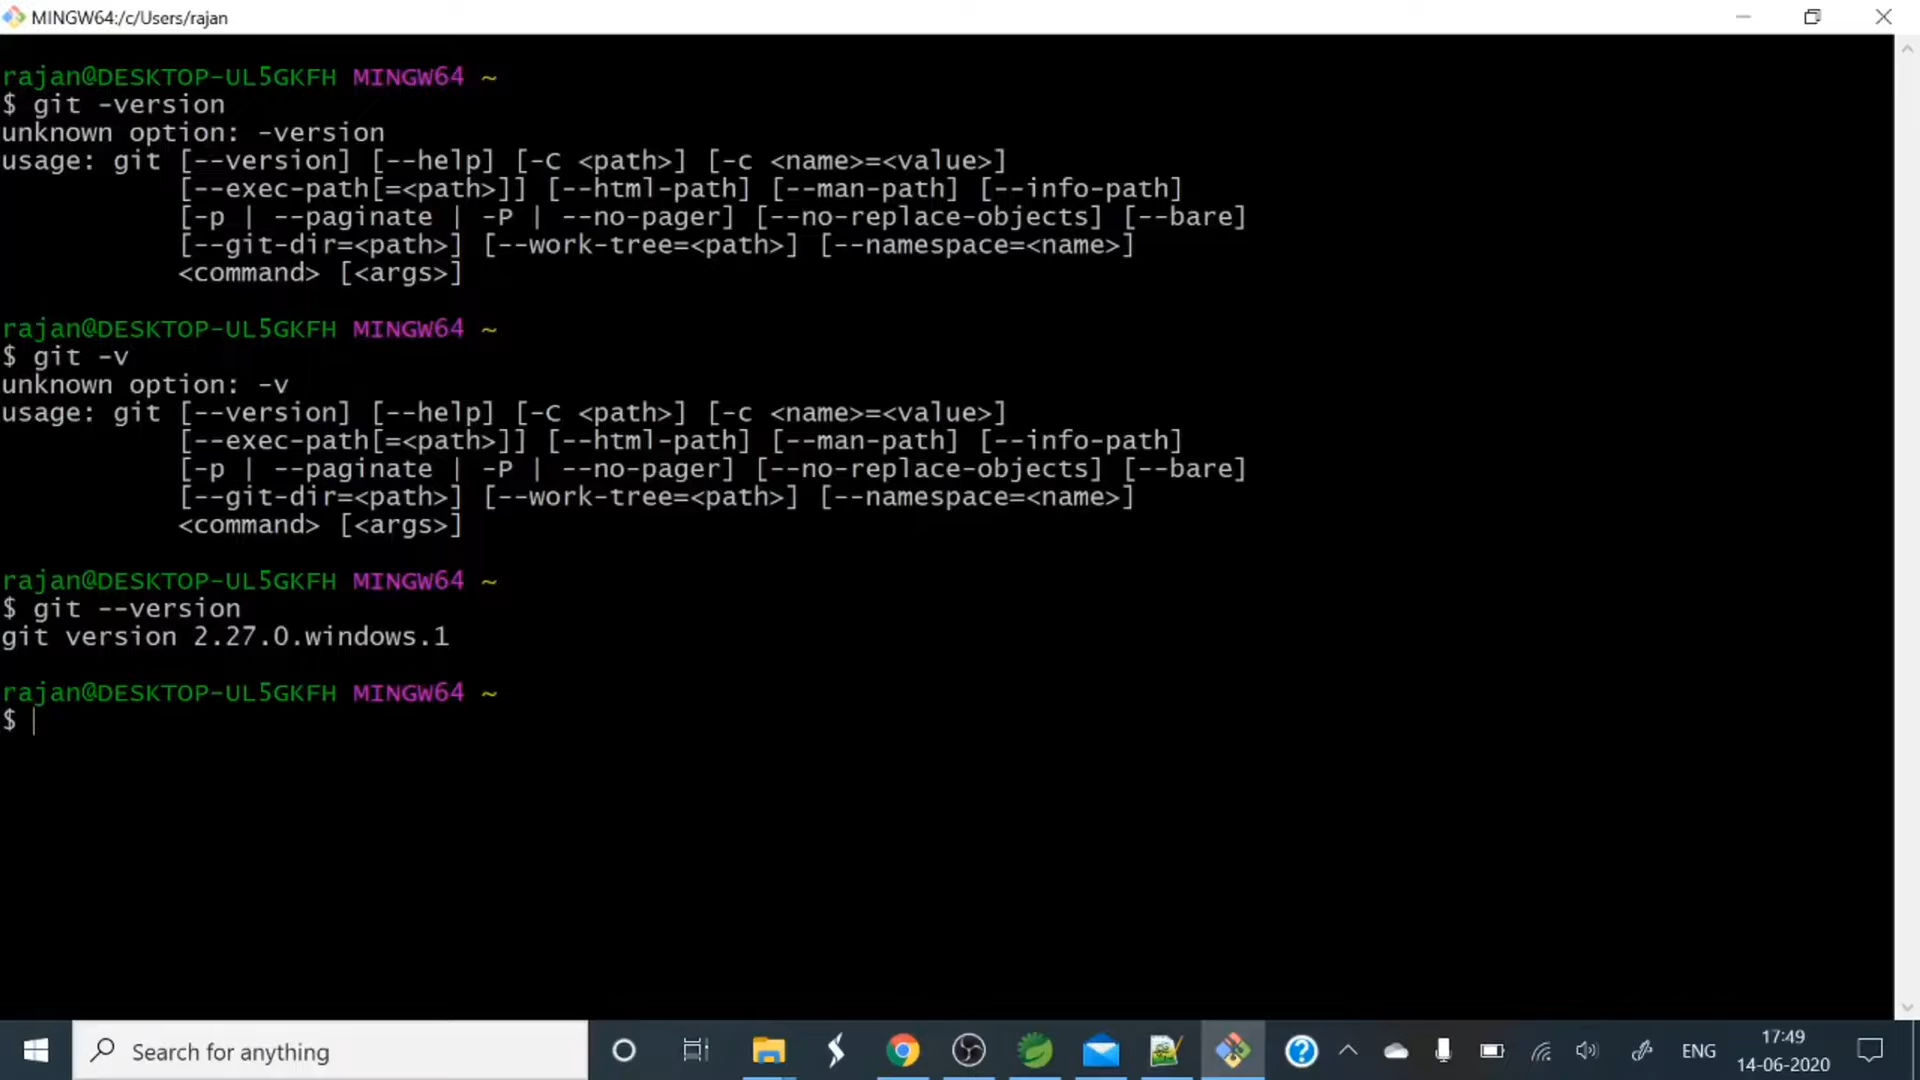 MINGW64:/c/Users/rajan
rajan@DESKTOP-UL5GKFH MINGW64 ~
$ git -version
unknown option: -version
usage: git [--version] [--help] [-C <path>] [-c <name>=<value>]
           [--exec-path[=<path>]] [--html-path] [--man-path] [--info-path]
           [-p | --paginate | -P | --no-pager] [--no-replace-objects] [--bare]
           [--git-dir=<path>] [--work-tree=<path>] [--namespace=<name>]
           <command> [<args>]
rajan@DESKTOP-UL5GKFH MINGW64 ~
$ git -v
unknown option: -v
usage: git [--version] [--help] [-C <path>] [-c <name>=<value>]
           [--exec-path[=<path>]] [--html-path] [--man-path] [--info-path]
           [-p | --paginate | -P | --no-pager] [--no-replace-objects] [--bare]
           [--git-dir=<path>] [--work-tree=<path>] [--namespace=<name>]
           <command> [<args>]
rajan@DESKTOP-UL5GKFH MINGW64 ~
$ git --version
git version 2.27.0.windows.1
rajan@DESKTOP-UL5GKFH MINGW64 ~
$
Search for anything
ENG
17:49
14-06-2020